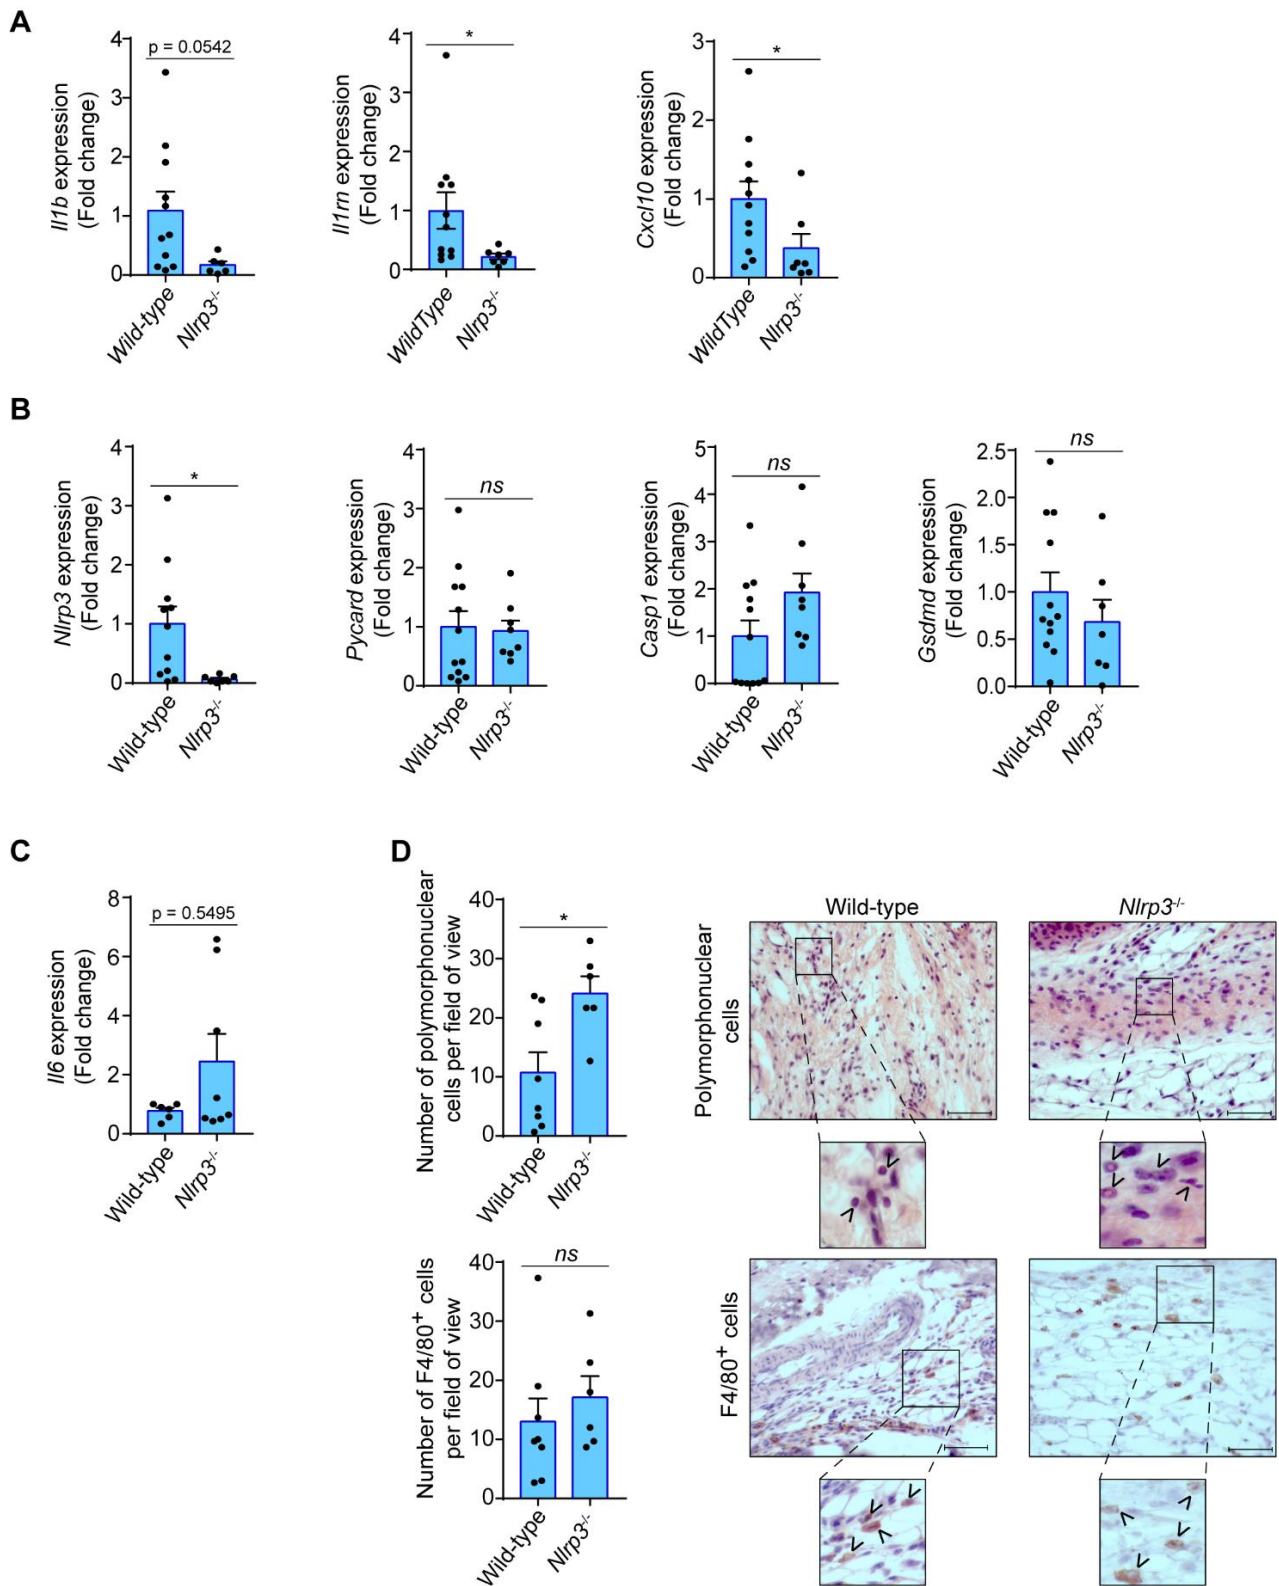 A
Il1b expression
(Fold change)
4
3
2
1
0
p = 0.0542
Wild-type
Nlrp3-/-
Il1rn expression
(Fold change)
4
3
2
1
0
*
WildType
Nlrp3-/-
Cxcl10 expression
(Fold change)
3
2
1
0
*
WildType
Nlrp3-/-
B
Nlrp3 expression
(Fold change)
4
3
2
1
0
*
Wild-type
Nlrp3-/-
Pycard expression
(Fold change)
4
3
2
1
0
ns
Wild-type
Nlrp3-/-
Casp1 expression
(Fold change)
5
4
3
2
1
0
ns
Wild-type
Nlrp3-/-
Gsdmd expression
(Fold change)
2.5
2.0
1.5
1.0
0.5
0.0
ns
Wild-type
Nlrp3-/-
C
Il6 expression
(Fold change)
8
6
4
2
0
p = 0.5495
Wild-type
Nlrp3-/-
D
Number of polymorphonuclear
cells per field of view
40
30
20
10
0
*
Wild-type
Nlrp3-/-
Wild-type
Nlrp3-/-
Polymorphonuclear
cells
Number of F4/80+ cells
per field of view
40
30
20
10
0
ns
Wild-type
Nlrp3-/-
F4/80+ cells